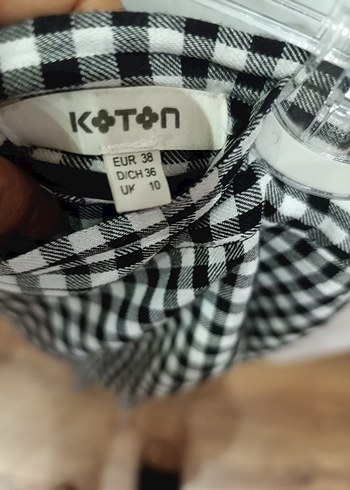 KOTON
EUR 38
D/CH 36
UK 10